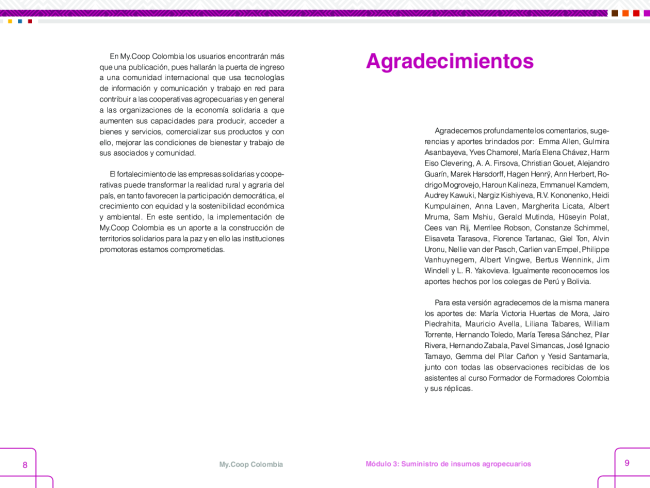 En My.Coop Colombia los usuarios encontrarán más
que una publicación, pues hallarán la puerta de ingreso
a una comunidad internacional que usa tecnologías
de información y comunicación y trabajo en red para
contribuir a las cooperativas agropecuarias y en general
a las organizaciones de la economía solidaria a que
aumenten sus capacidades para producir, acceder a
bienes y servicios, comercializar sus productos y con
ello, mejorar las condiciones de bienestar y trabajo de
sus asociados y comunidad.
El fortalecimiento de las empresas solidarias y coope-
rativas puede transformar la realidad rural y agraria del
país, en tanto favorecen la participación democrática, el
crecimiento con equidad y la sostenibilidad económica
y ambiental. En este sentido, la implementación de
My.Coop Colombia es un aporte a la construcción de
territorios solidarios para la paz y en ello las instituciones
promotoras estamos comprometidas.
8
My.Coop Colombia
Agradecimientos
Agradecemos profundamente los comentarios, suge-
rencias y aportes brindados por: Emma Allen, Gulmira
Asanbayeva, Yves Chamorel, María Elena Chávez, Harm
Eiso Clevering, A. A. Firsova, Christian Gouet, Alejandro
Guarín, Marek Harsdorff, Hagen Henrÿ, Ann Herbert, Ro-
drigo Mogrovejo, Haroun Kalineza, Emmanuel Kamdem,
Audrey Kawuki, Nargiz Kishiyeva, R.V. Kononenko, Heidi
Kumpulainen, Anna Laven, Margherita Licata, Albert
Mruma, Sam Mshiu, Gerald Mutinda, Hüseyin Polat,
Cees van Rij, Merrilee Robson, Constanze Schimmel,
Elisaveta Tarasova, Florence Tartanac, Giel Ton, Alvin
Uronu, Nellie van der Pasch, Carlien van Empel, Philippe
Vanhuynegem, Albert Vingwe, Bertus Wennink, Jim
Windell y L. R. Yakovleva. Igualmente reconocemos los
aportes hechos por los colegas de Perú y Bolivia.
Para esta versión agradecemos de la misma manera
los aportes de: María Victoria Huertas de Mora, Jairo
Piedrahita, Mauricio Avella, Liliana Tabares, William
Torrente, Hernando Toledo, María Teresa Sánchez, Pilar
Rivera, Hernando Zabala, Pavel Simancas, José Ignacio
Tamayo, Gemma del Pilar Cañon y Yesid Santamaría,
junto con todas las observaciones recibidas de los
asistentes al curso Formador de Formadores Colombia
y sus réplicas.
Módulo 3: Suministro de insumos agropecuarios
9